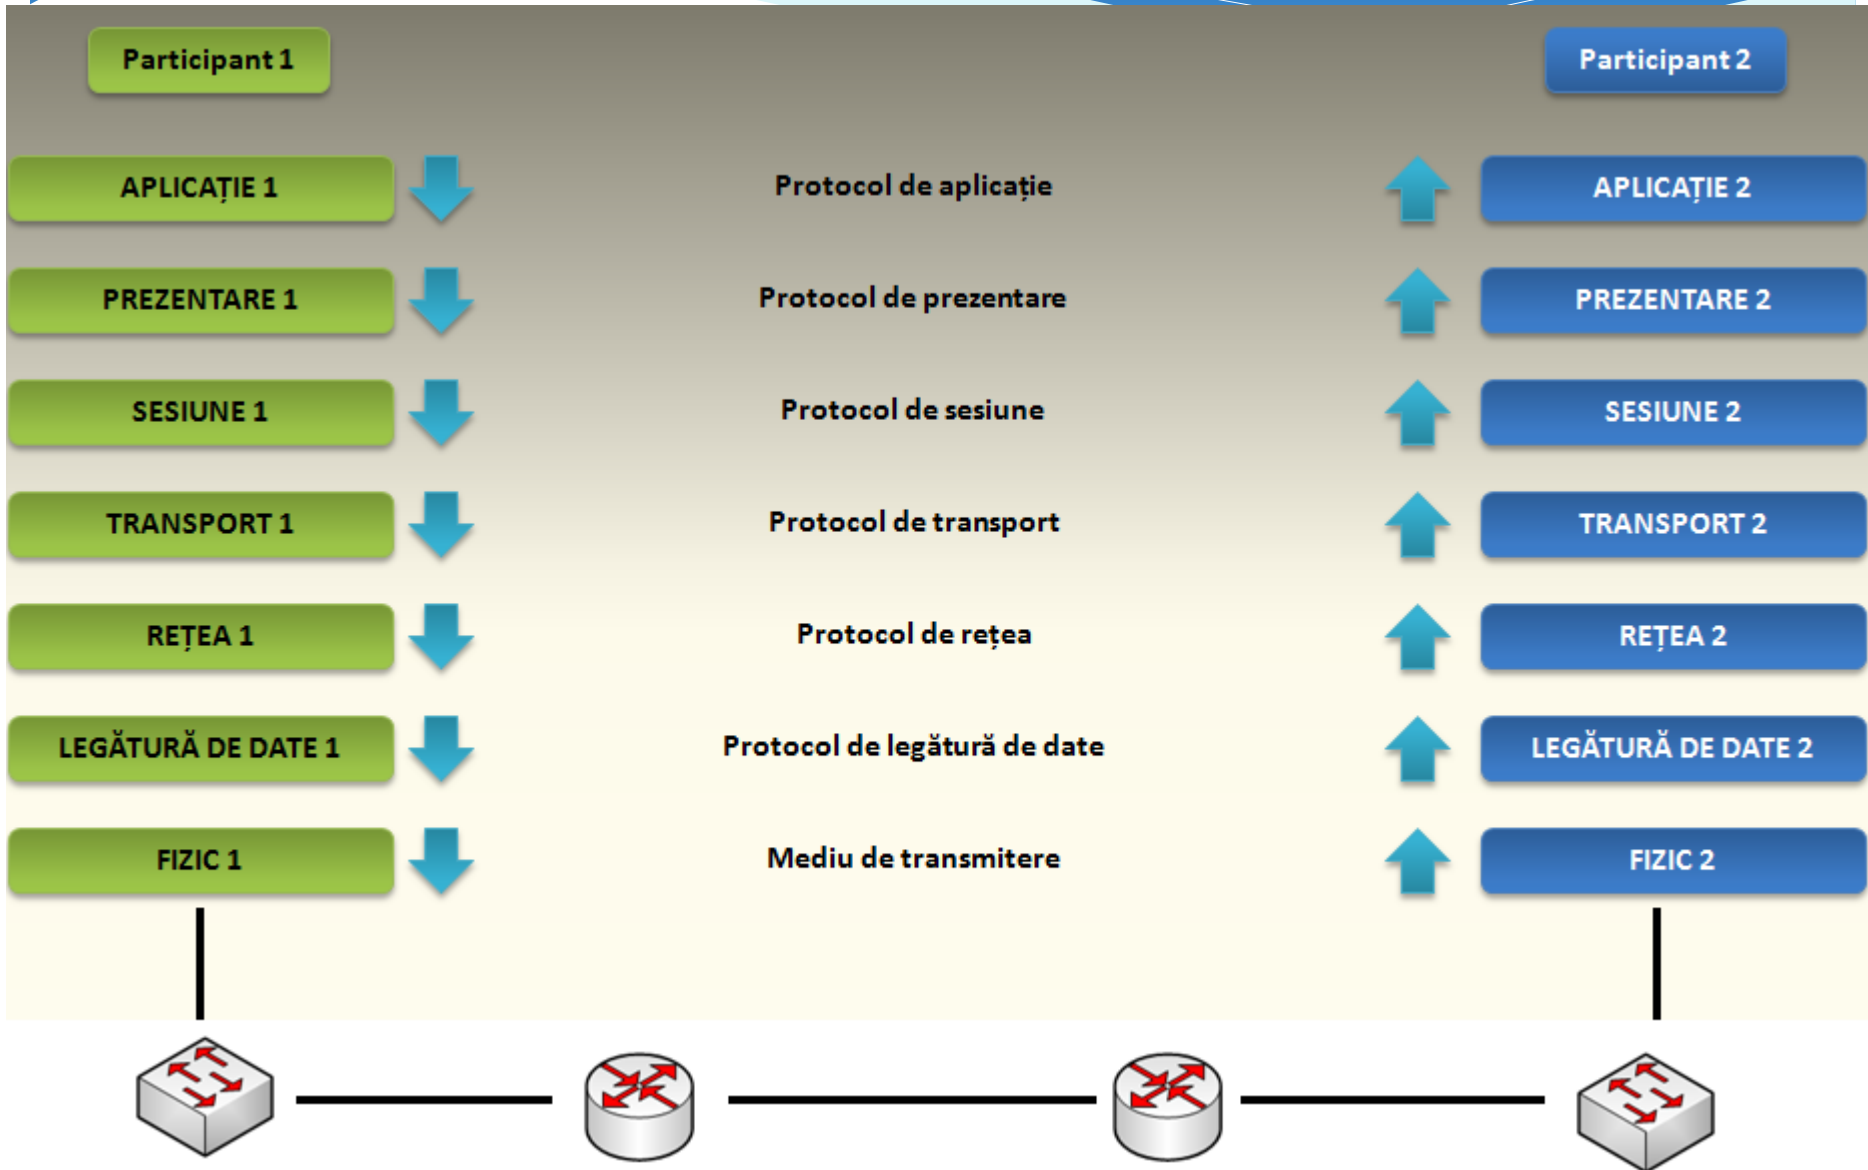 Participant 1
Participant 2
APLICAȚIE 1
Protocol de aplicație
APLICAȚIE 2
PREZENTARE 1
Protocol de prezentare
PREZENTARE 2
SESIUNE 1
Protocol de sesiune
SESIUNE 2
TRANSPORT 1
Protocol de transport
TRANSPORT 2
REȚEA 1
Protocol de rețea
REȚEA 2
LEGĂTURĂ DE DATE 1
Protocol de legătură de date
LEGĂTURĂ DE DATE 2
FIZIC 1
Mediu de transmitere
FIZIC 2